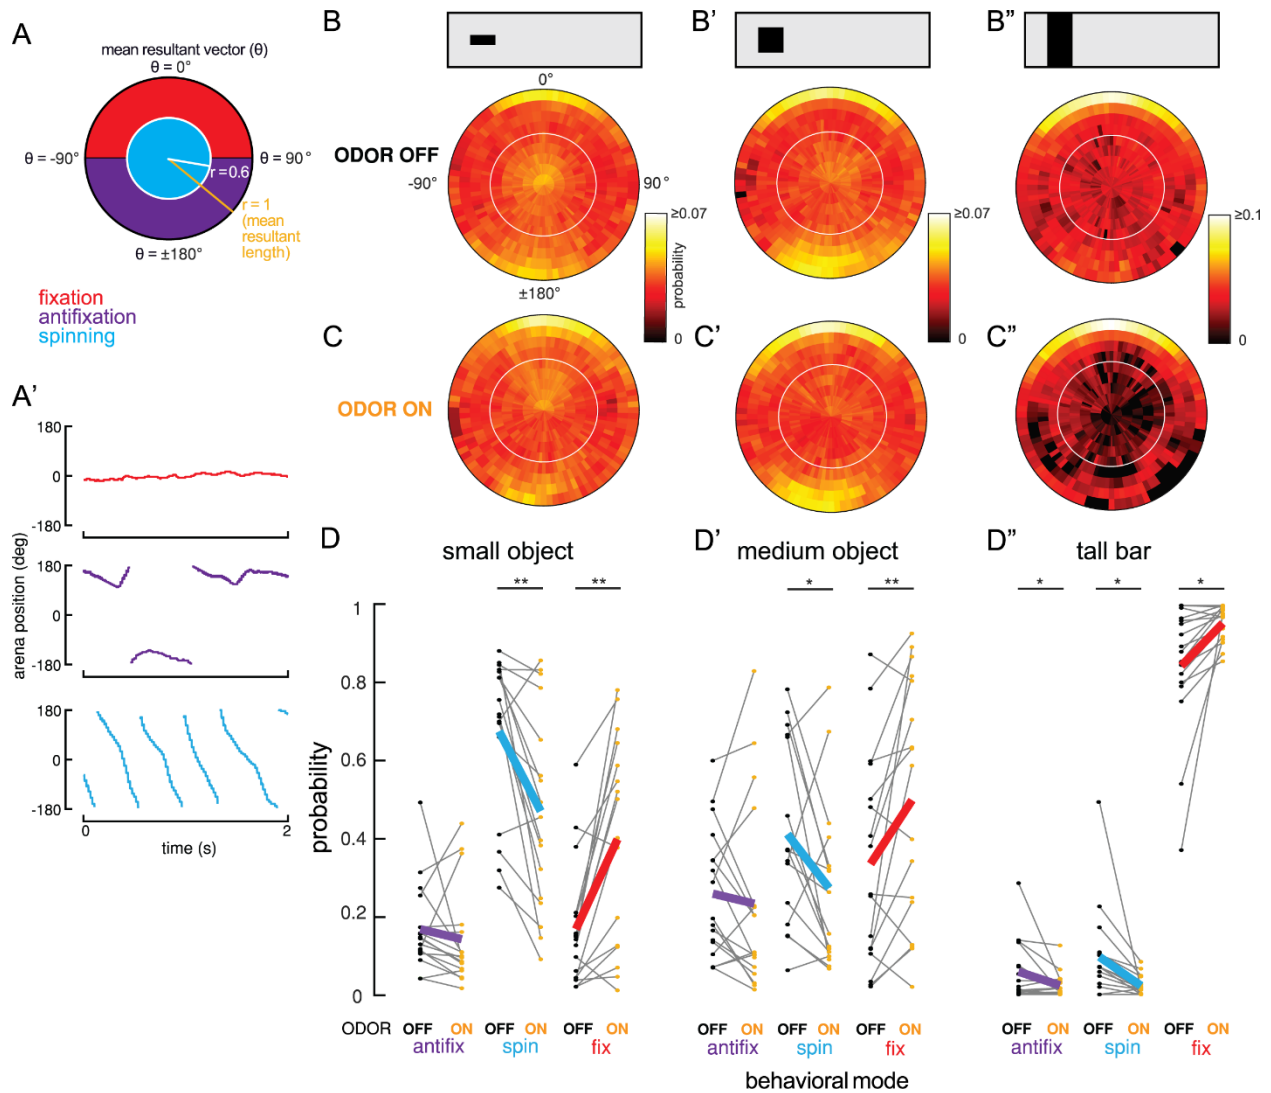 A
mean resultant vector (θ)
θ = 0°
θ = -90°
θ = 90°
r = 0.6
r = 1
(mean
resultant
length)
θ = ±180°
fixation
antifixation
spinning
A'
180
0
-180
180
0
-180
180
0
-180
arena position (deg)
0
2
time (s)
B
B'
B"
0°
ODOR OFF
-90°
90°
±180°
≥0.07
probability
0
≥0.07
0
≥0.1
0
C
C'
C"
ODOR ON
D
small object
D'
medium object
D"
tall bar
**
**
*
**
*
*
*
1
0.8
0.6
0.4
0.2
0
probability
ODOR OFF ON OFF ON OFF ON OFF ON OFF ON OFF ON OFF ON OFF ON OFF ON
antifix spin fix antifix spin fix antifix spin fix
behavioral mode